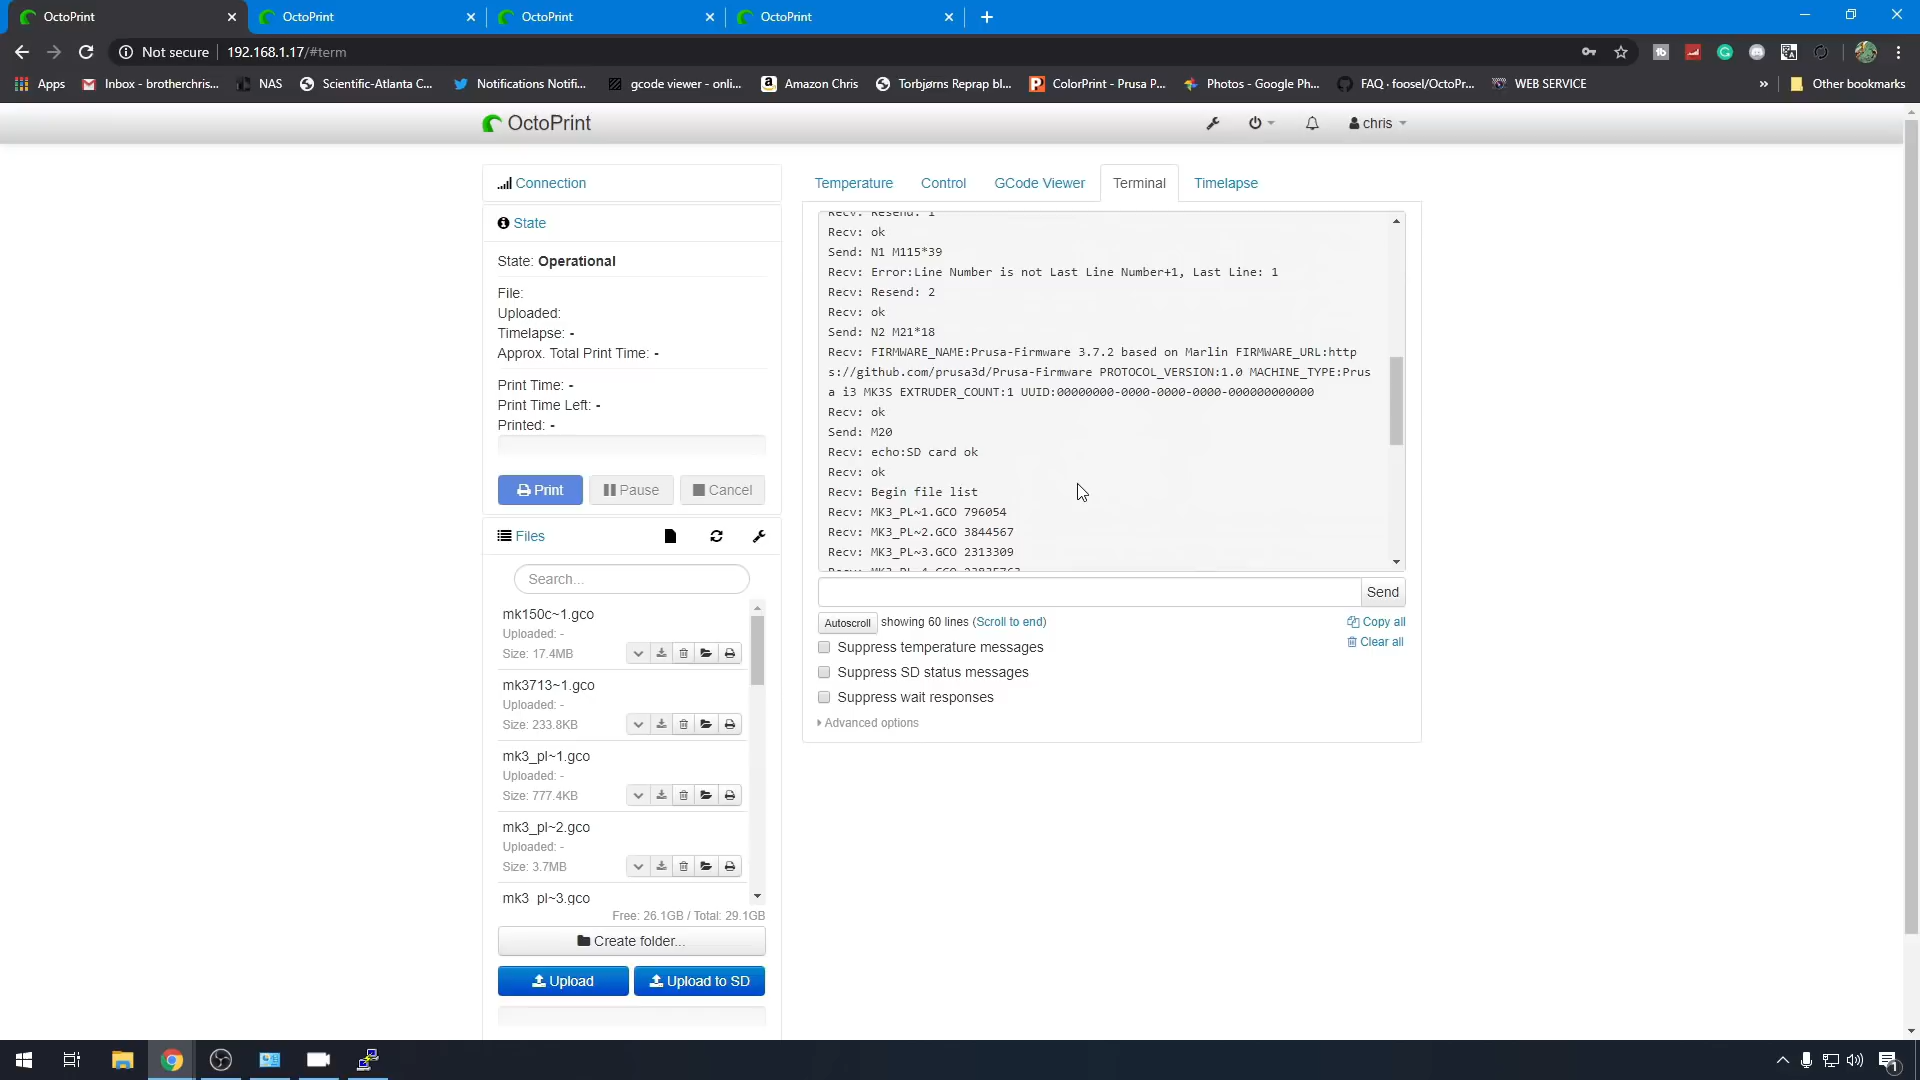 OctoPrint
OctoPrint
OctoPrint
OctoPrint
Not secure
192.168.1.17/#term
Apps
Inbox - brotherchris...
NAS
Scientific-Atlanta C...
Notifications Notifi...
gcode viewer - onli...
Amazon Chris
Torbjørns Reprap bl...
ColorPrint - Prusa P...
Photos - Google Ph...
FAQ · foosel/OctoPr...
WEB SERVICE
»
Other bookmarks
OctoPrint
chris
Connection
State
State: Operational
File:
Uploaded:
Timelapse: -
Approx. Total Print Time: -
Print Time: -
Print Time Left: -
Printed: -
Print
Pause
Cancel
Files
Search...
mk150c~1.gco
Uploaded: -
Size: 17.4MB
mk3713~1.gco
Uploaded: -
Size: 233.8KB
mk3_pl~1.gco
Uploaded: -
Size: 777.4KB
mk3_pl~2.gco
Uploaded: -
Size: 3.7MB
mk3_pl~3.gco
Free: 26.1GB / Total: 29.1GB
Create folder...
Upload
Upload to SD
Temperature
Control
GCode Viewer
Terminal
Timelapse
Recv: Resend: 1
Recv: ok
Send: N1 M115*39
Recv: Error:Line Number is not Last Line Number+1, Last Line: 1
Recv: Resend: 2
Recv: ok
Send: N2 M21*18
Recv: FIRMWARE_NAME:Prusa-Firmware 3.7.2 based on Marlin FIRMWARE_URL:http
s://github.com/prusa3d/Prusa-Firmware PROTOCOL_VERSION:1.0 MACHINE_TYPE:Prus
a i3 MK3S EXTRUDER_COUNT:1 UUID:00000000-0000-0000-0000-000000000000
Recv: ok
Send: M20
Recv: echo:SD card ok
Recv: ok
Recv: Begin file list
Recv: MK3_PL~1.GCO 796054
Recv: MK3_PL~2.GCO 3844567
Recv: MK3_PL~3.GCO 2313309
Send
Autoscroll
showing 60 lines (Scroll to end)
Copy all
Clear all
Suppress temperature messages
Suppress SD status messages
Suppress wait responses
Advanced options
1